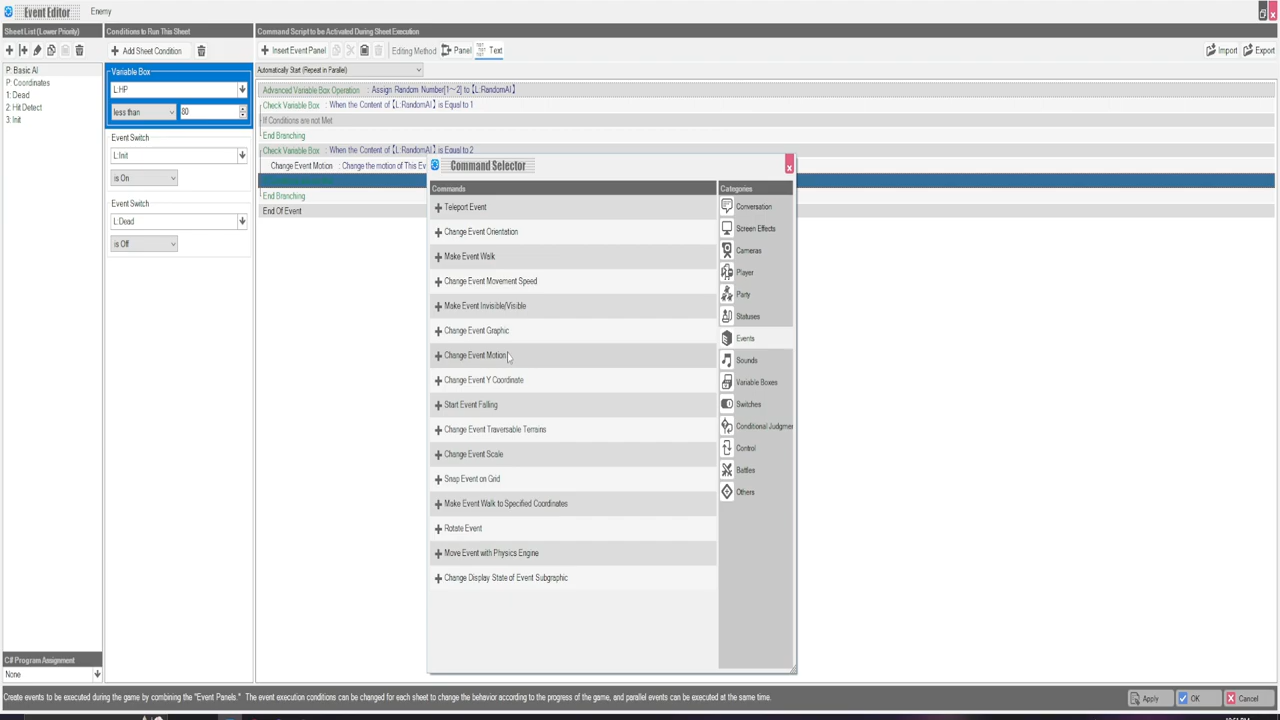 Event Editor
Enemy
Sheet List (Lower Priority)
Conditions to Run This Sheet
Command Script to be Activated During Sheet Execution
Add Sheet Condition
Insert Event Panel
Editing Method
Panel
Text
Import
Export
P: Basic AI
P: Coordinates
1: Dead
2: Hit Detect
3: Init
Variable Box
L:HP
less than
80
Event Switch
L:Init
is On
Event Switch
L:Dead
is Off
Automatically Start (Repeat in Parallel)
Advanced Variable Box Operation : Assign Random Number[1～2] to【L:RandomAI】
Check Variable Box : When the Content of【L:RandomAI】is Equal to 1
If Conditions are not Met
End Branching
Check Variable Box : When the Content of【L:RandomAI】is Equal to 2
Change Event Motion : Change the motion of This Ev
End Branching
End Of Event
Command Selector
Commands
Categories
Teleport Event
Change Event Orientation
Make Event Walk
Change Event Movement Speed
Make Event Invisible/Visible
Change Event Graphic
Change Event Motion
Change Event Y Coordinate
Start Event Falling
Change Event Traversable Terrains
Change Event Scale
Snap Event on Grid
Make Event Walk to Specified Coordinates
Rotate Event
Move Event with Physics Engine
Change Display State of Event Subgraphic
Conversation
Screen Effects
Cameras
Player
Party
Statuses
Events
Sounds
Variable Boxes
Switches
Conditional Judgmer
Control
Battles
Others
C# Program Assignment
None
Create events to be executed during the game by combining the "Event Panels." The event execution conditions can be changed for each sheet to change the behavior according to the progress of the game, and parallel events can be executed at the same time.
Apply
OK
Cancel